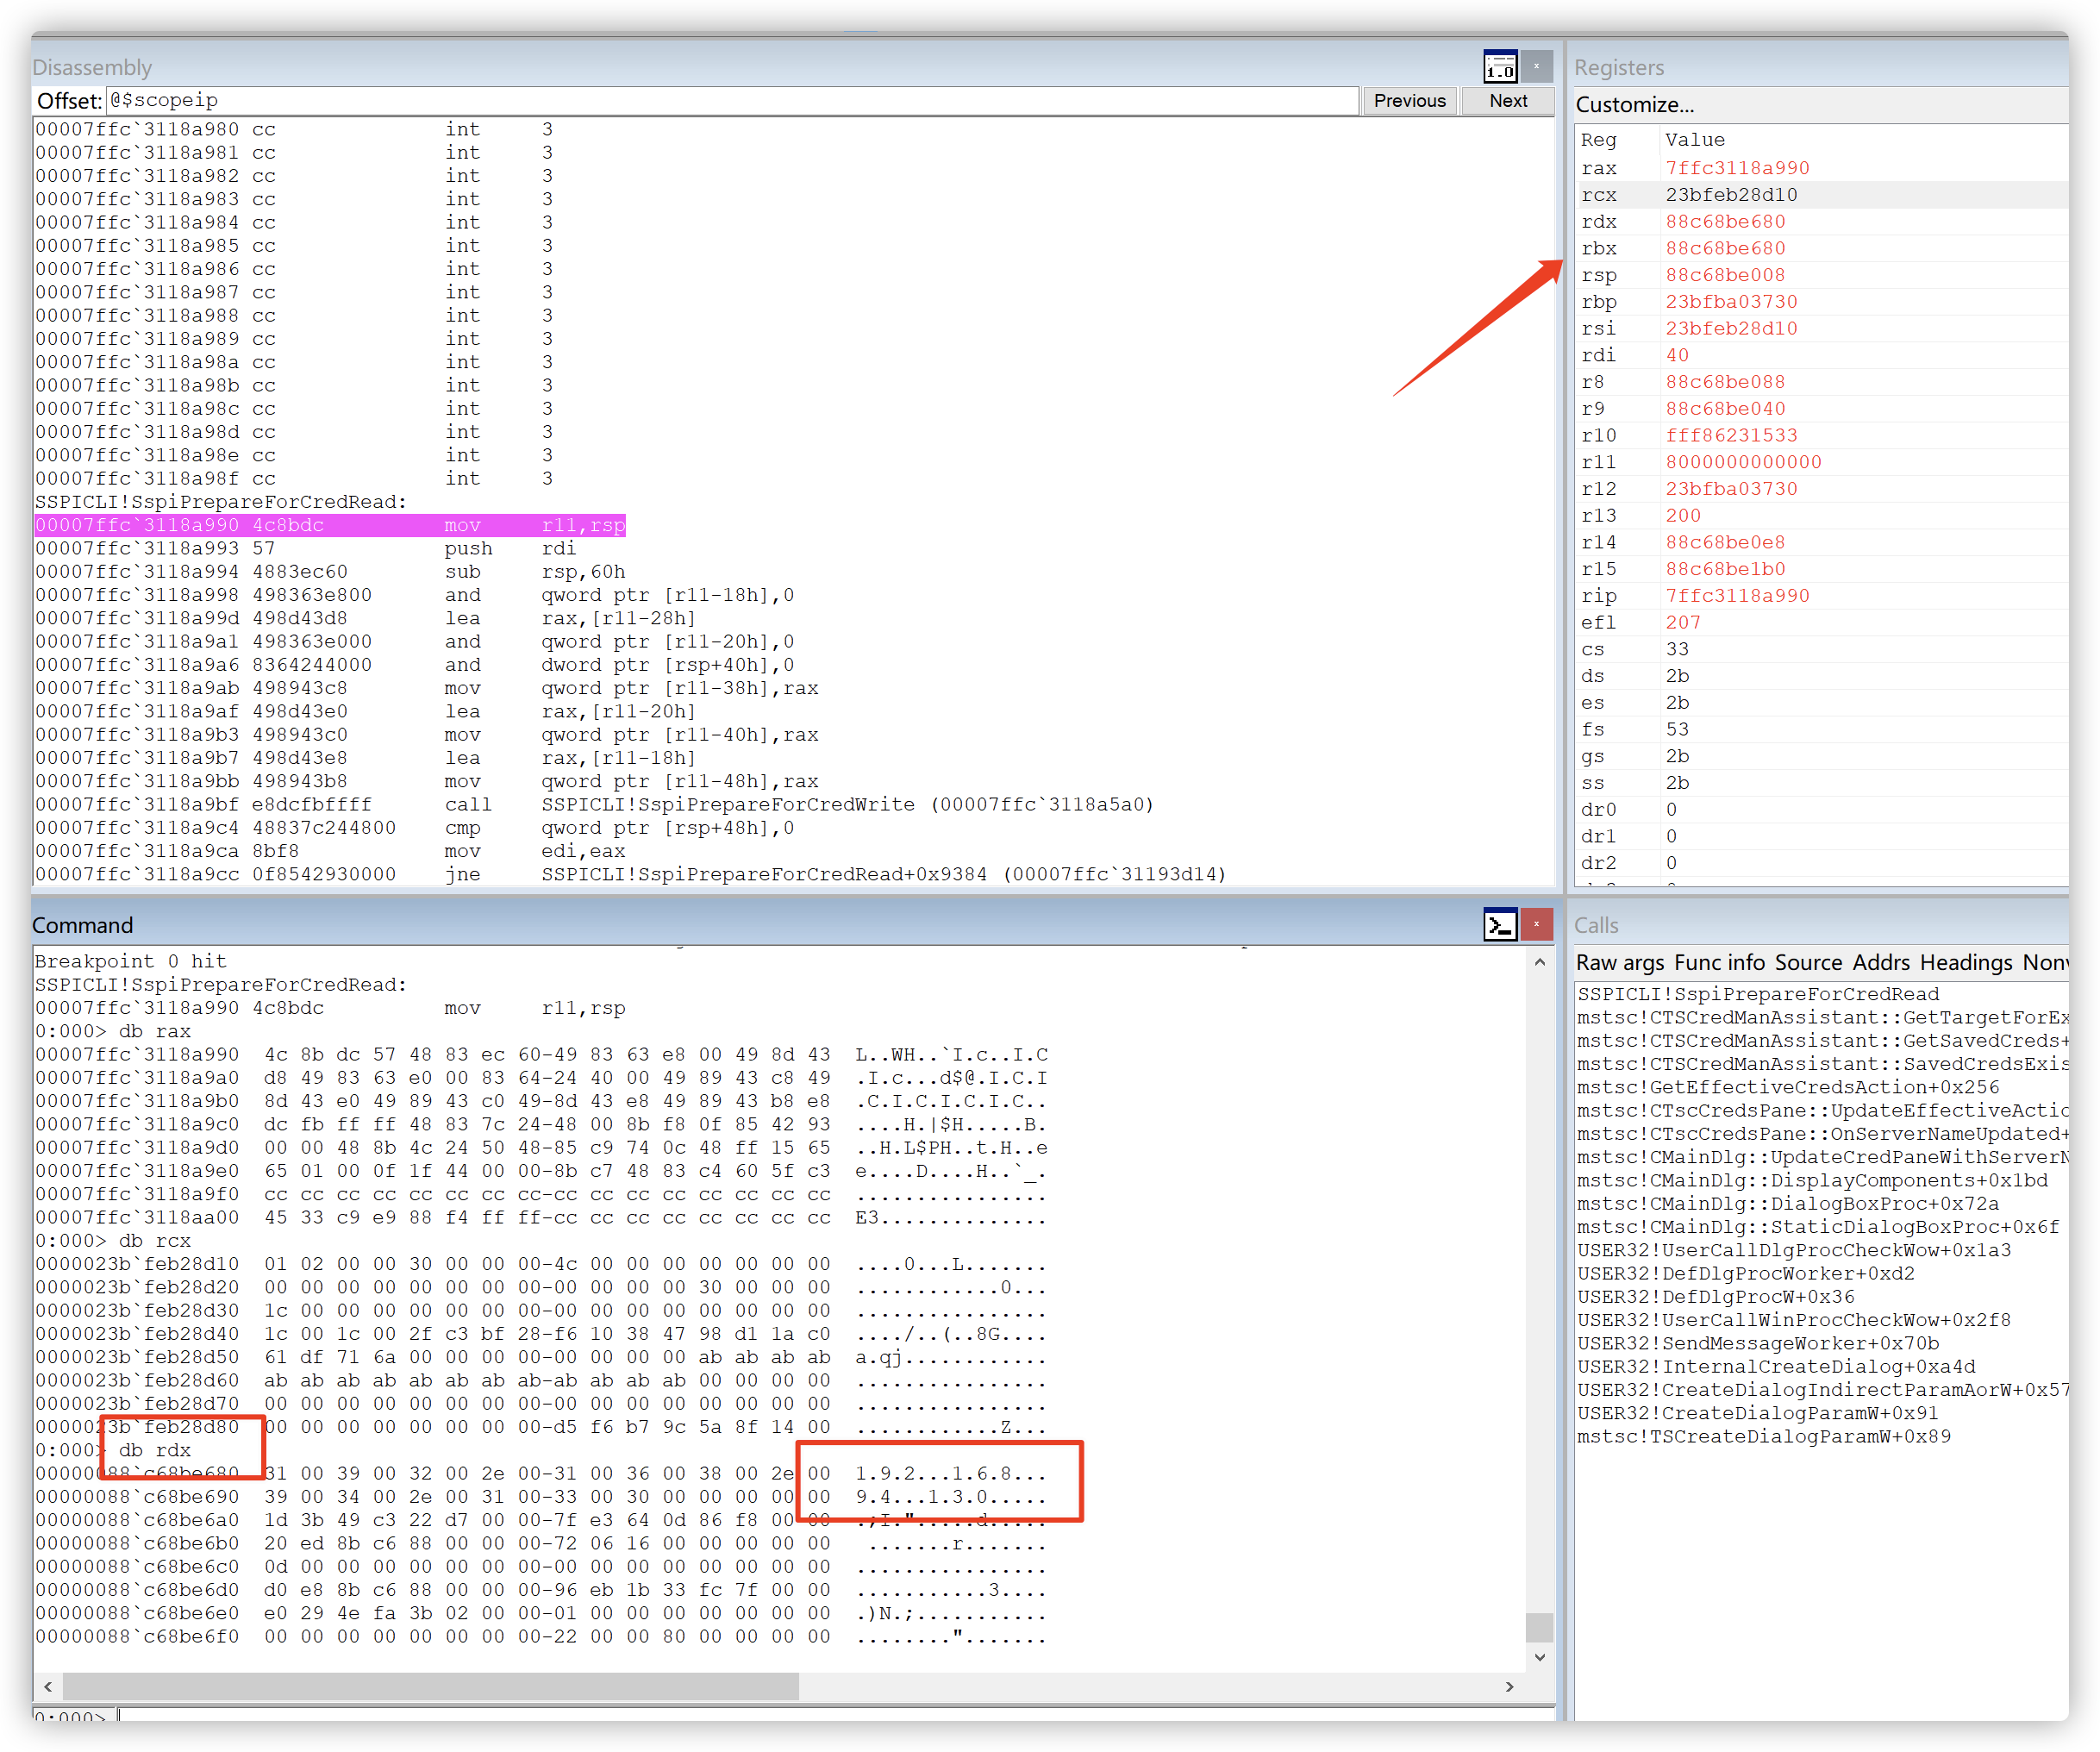 Disassembly
Offset: @$scopeip
Previous Next
00007ffc`3118a980 cc int 3
00007ffc`3118a981 cc int 3
00007ffc`3118a982 cc int 3
00007ffc`3118a983 cc int 3
00007ffc`3118a984 cc int 3
00007ffc`3118a985 cc int 3
00007ffc`3118a986 cc int 3
00007ffc`3118a987 cc int 3
00007ffc`3118a988 cc int 3
00007ffc`3118a989 cc int 3
00007ffc`3118a98a cc int 3
00007ffc`3118a98b cc int 3
00007ffc`3118a98c cc int 3
00007ffc`3118a98d cc int 3
00007ffc`3118a98e cc int 3
00007ffc`3118a98f cc int 3
SSPICLI!SspiPrepareForCredRead:
00007ffc`3118a990 4c8bdc mov r11,rsp
00007ffc`3118a993 57 push rdi
00007ffc`3118a994 4883ec60 sub rsp,60h
00007ffc`3118a998 498363e800 and qword ptr [r11-18h],0
00007ffc`3118a99d 498d43d8 lea rax,[r11-28h]
00007ffc`3118a9a1 498363e000 and qword ptr [r11-20h],0
00007ffc`3118a9a6 8364244000 and dword ptr [rsp+40h],0
00007ffc`3118a9ab 498943c8 mov qword ptr [r11-38h],rax
00007ffc`3118a9af 498d43e0 lea rax,[r11-20h]
00007ffc`3118a9b3 498943c0 mov qword ptr [r11-40h],rax
00007ffc`3118a9b7 498d43e8 lea rax,[r11-18h]
00007ffc`3118a9bb 498943b8 mov qword ptr [r11-48h],rax
00007ffc`3118a9bf e8dcfbffff call SSPICLI!SspiPrepareForCredWrite (00007ffc`3118a5a0)
00007ffc`3118a9c4 48837c244800 cmp qword ptr [rsp+48h],0
00007ffc`3118a9ca 8bf8 mov edi,eax
00007ffc`3118a9cc 0f8542930000 jne SSPICLI!SspiPrepareForCredRead+0x9384 (00007ffc`31193d14)
Registers
Customize...
Reg Value
rax 7ffc3118a990
rcx 23bfeb28d10
rdx 88c68be680
rbx 88c68be680
rsp 88c68be008
rbp 23bfba03730
rsi 23bfeb28d10
rdi 40
r8 88c68be088
r9 88c68be040
r10 fff86231533
r11 8000000000000
r12 23bfba03730
r13 200
r14 88c68be0e8
r15 88c68be1b0
rip 7ffc3118a990
efl 207
cs 33
ds 2b
es 2b
fs 53
gs 2b
ss 2b
dr0 0
dr1 0
dr2 0
Command
Breakpoint 0 hit
SSPICLI!SspiPrepareForCredRead:
00007ffc`3118a990 4c8bdc mov r11,rsp
0:000> db rax
00007ffc`3118a990 4c 8b dc 57 48 83 ec 60-49 83 63 e8 00 49 8d 43 L..WH..`I.c..I.C
00007ffc`3118a9a0 d8 49 83 63 e0 00 83 64-24 40 00 49 89 43 c8 49 .I.c...d$@.I.C.I
00007ffc`3118a9b0 8d 43 e0 49 89 43 c0 49-8d 43 e8 49 89 43 b8 e8 .C.I.C.I.C.I.C..
00007ffc`3118a9c0 dc fb ff ff 48 83 7c 24-48 00 8b f8 0f 85 42 93 ....H.|$H.....B.
00007ffc`3118a9d0 00 00 48 8b 4c 24 50 48-85 c9 74 0c 48 ff 15 65 ..H.L$PH..t.H..e
00007ffc`3118a9e0 65 01 00 0f 1f 44 00 00-8b c7 48 83 c4 60 5f c3 e....D....H..`_.
00007ffc`3118a9f0 cc cc cc cc cc cc cc cc-cc cc cc cc cc cc cc cc ................
00007ffc`3118aa00 45 33 c9 e9 88 f4 ff ff-cc cc cc cc cc cc cc cc E3..............
0:000> db rcx
0000023b`feb28d10 01 02 00 00 30 00 00 00-4c 00 00 00 00 00 00 00 ....0...L.......
0000023b`feb28d20 00 00 00 00 00 00 00 00-00 00 00 00 30 00 00 00 ............0...
0000023b`feb28d30 1c 00 00 00 00 00 00 00-00 00 00 00 00 00 00 00 ................
0000023b`feb28d40 1c 00 1c 00 2f c3 bf 28-f6 10 38 47 98 d1 1a c0 ..../..(..8G....
0000023b`feb28d50 61 df 71 6a 00 00 00 00-00 00 00 00 ab ab ab ab a.qj............
0000023b`feb28d60 ab ab ab ab ab ab ab ab-ab ab ab ab 00 00 00 00 ................
0000023b`feb28d70 00 00 00 00 00 00 00 00-00 00 00 00 00 00 00 00 ................
0000023b`feb28d80 00 00 00 00 00 00 00 00-d5 f6 b7 9c 5a 8f 14 00 ............Z...
0:000> db rdx
00000088`c68be680 31 00 39 00 32 00 2e 00-31 00 36 00 38 00 2e 00 1.9.2...1.6.8...
00000088`c68be690 39 00 34 00 2e 00 31 00-33 00 30 00 00 00 00 00 9.4...1.3.0.....
00000088`c68be6a0 1d 3b 49 c3 22 d7 00 00-7f e3 64 0d 86 f8 00 00 .;I.".....d.....
00000088`c68be6b0 20 ed 8b c6 88 00 00 00-72 06 16 00 00 00 00 00  .......r.......
00000088`c68be6c0 0d 00 00 00 00 00 00 00-00 00 00 00 00 00 00 00 ................
00000088`c68be6d0 d0 e8 8b c6 88 00 00 00-96 eb 1b 33 fc 7f 00 00 ...........3....
00000088`c68be6e0 e0 29 4e fa 3b 02 00 00-01 00 00 00 00 00 00 00 .)N.;...........
00000088`c68be6f0 00 00 00 00 00 00 00 00-22 00 00 80 00 00 00 00 ........".......
0:000>
Calls
Raw args Func info Source Addrs Headings Nonv
SSPICLI!SspiPrepareForCredRead
mstsc!CTSCredManAssistant::GetTargetForEx
mstsc!CTSCredManAssistant::GetSavedCreds+
mstsc!CTSCredManAssistant::SavedCredsExis
mstsc!GetEffectiveCredsAction+0x256
mstsc!CTscCredsPane::UpdateEffectiveActio
mstsc!CTscCredsPane::OnServerNameUpdated+
mstsc!CMainDlg::UpdateCredPaneWithServerN
mstsc!CMainDlg::DisplayComponents+0x1bd
mstsc!CMainDlg::DialogBoxProc+0x72a
mstsc!CMainDlg::StaticDialogBoxProc+0x6f
USER32!UserCallDlgProcCheckWow+0x1a3
USER32!DefDlgProcWorker+0xd2
USER32!DefDlgProcW+0x36
USER32!UserCallWinProcCheckWow+0x2f8
USER32!SendMessageWorker+0x70b
USER32!InternalCreateDialog+0xa4d
USER32!CreateDialogIndirectParamAorW+0x57
USER32!CreateDialogParamW+0x91
mstsc!TSCreateDialogParamW+0x89